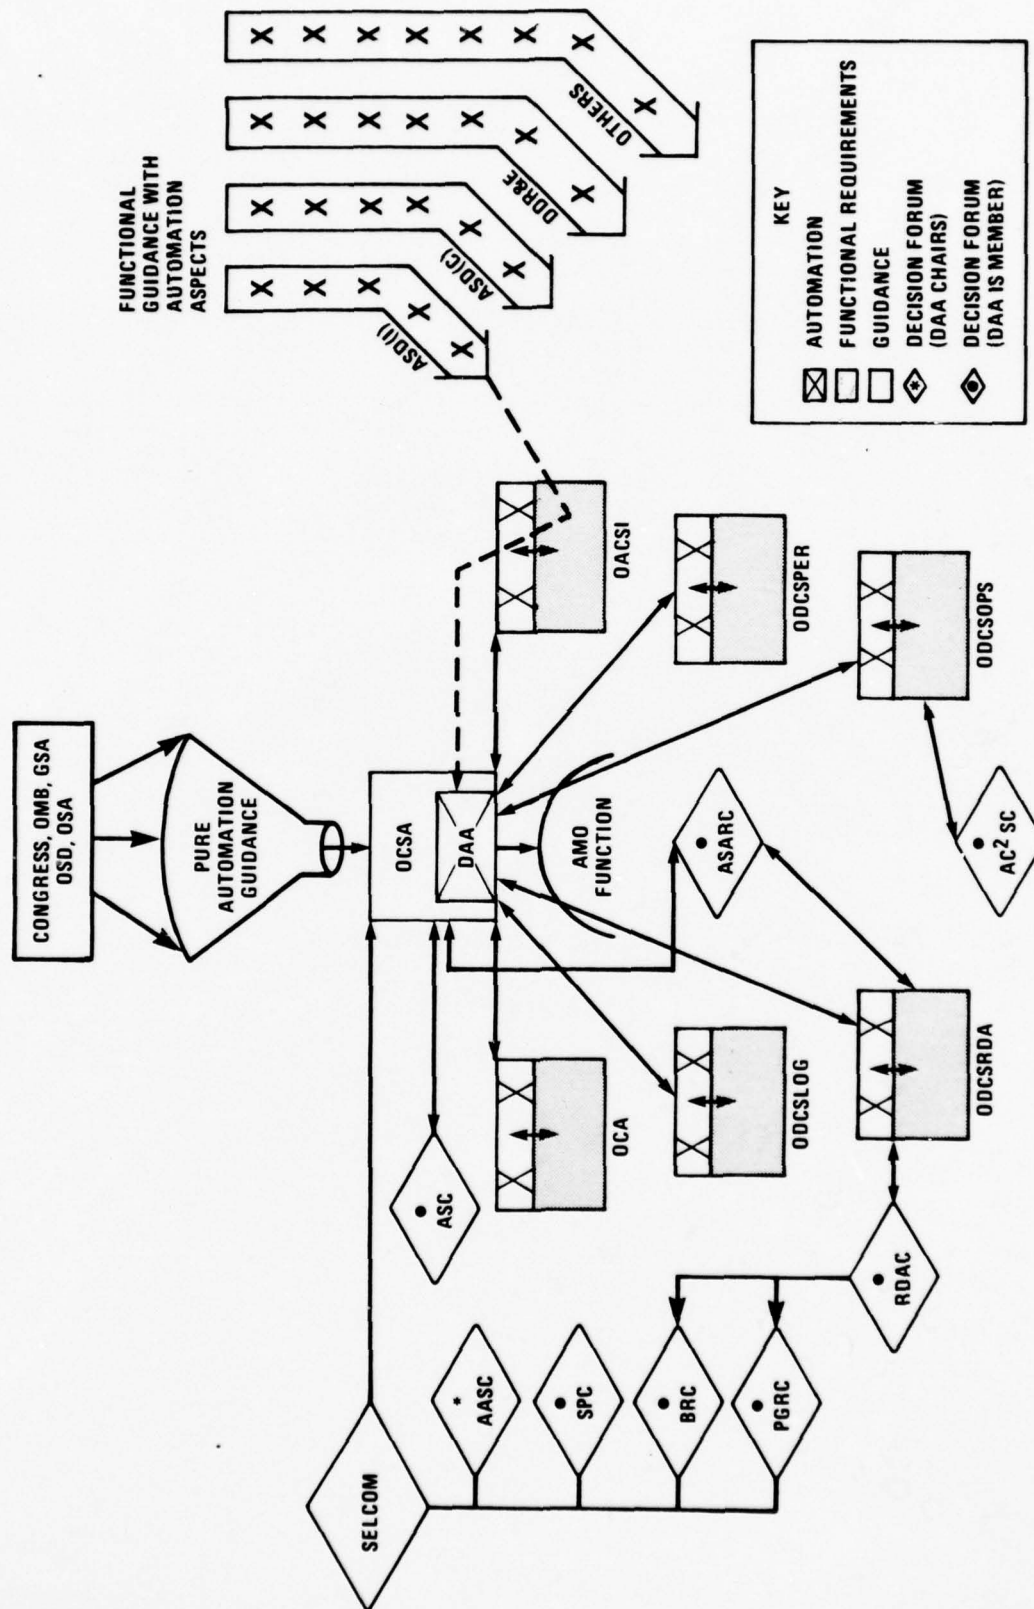 CONGRESS, OMB, GSA
OSD, OSA
PURE
AUTOMATION
GUIDANCE
FUNCTIONAL
GUIDANCE WITH
AUTOMATION
ASPECTS
X X X X X X
X X X X X X
X X X X X X X
X X X X X X X X
ASD(I)
ASD(C)
DDR&E
OTHERS
SELCOM
OCSA
DAA
AMO
FUNCTION
* AASC
• SPC
• BRC
• PGRC
• ASC
• RDAC
OCA
ODCSLOG
ODCSRDA
• ASARC
• AC² SC
OACSI
ODCSPER
ODCSOPS
KEY
AUTOMATION
FUNCTIONAL REQUIREMENTS
GUIDANCE
* DECISION FORUM
(DAA CHAIRS)
• DECISION FORUM
(DAA IS MEMBER)